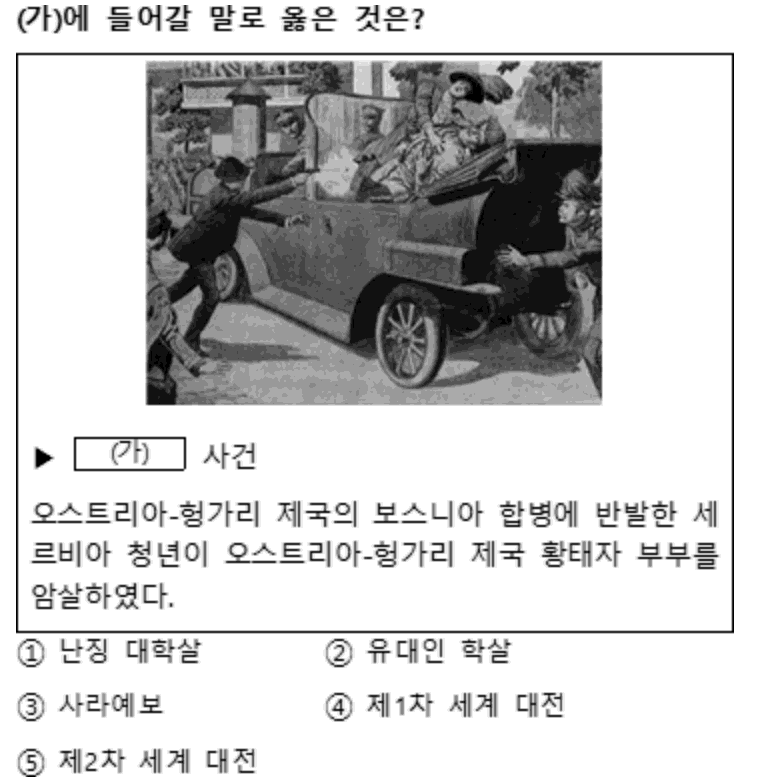 (가)에 들어갈 말로 옳은 것은?
▶ (가) 사건
오스트리아-헝가리 제국의 보스니아 합병에 반발한 세
르비아 청년이 오스트리아-헝가리 제국 황태자 부부를
암살하였다.
① 난징 대학살 ② 유대인 학살
③ 사라예보 ④ 제1차 세계 대전
⑤ 제2차 세계 대전